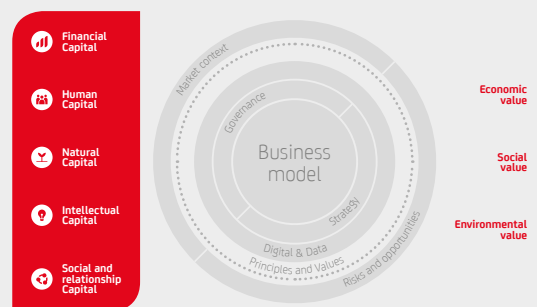 Financial
Capital
Human
Capital
Natural
Capital
Intellectual
Capital
Social and
relationship
Capital
Market context
Governance
Business
model
Strategy
Digital & Data
Principles and Values
Risks and opportunities
Economic
value
Social
value
Environmental
value